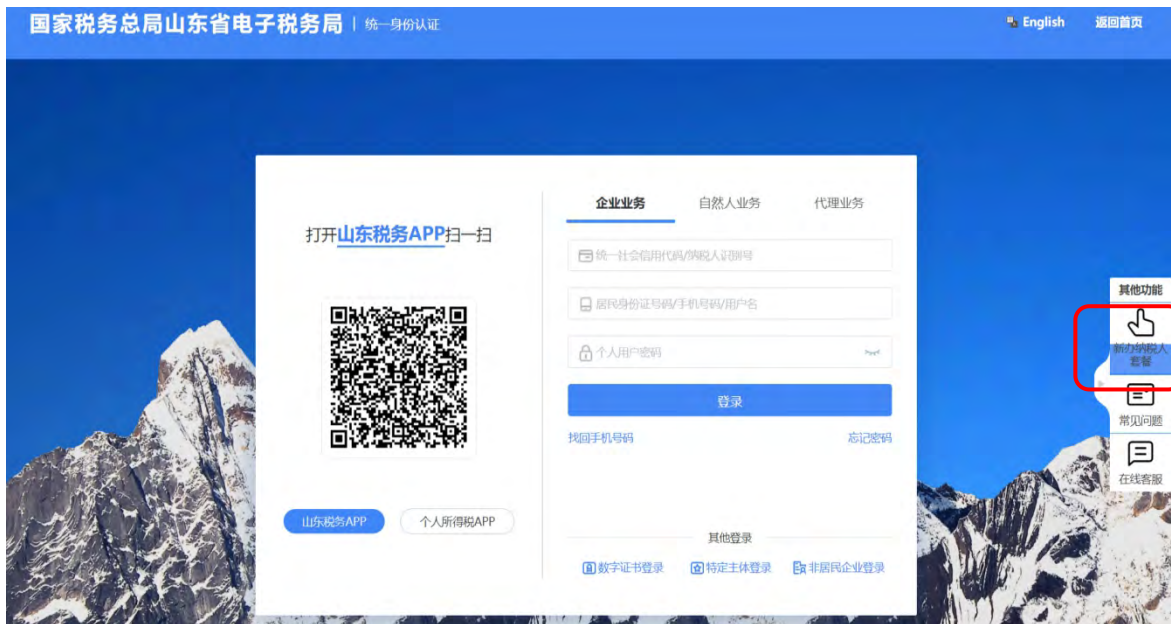 国家税务总局山东省电子税务局 | 统一身份认证
English 返回首页
企业业务 自然人业务 代理业务
打开山东税务APP扫一扫
统一社会信用代码/纳税人识别号
居民身份证号码/手机号码/用户名
个人用户密码
登录
找回手机号码 忘记密码
山东税务APP 个人所得税APP
其他登录
数字证书登录 特定主体登录 非居民企业登录
其他功能
新办纳税人
套餐
常见问题
在线客服